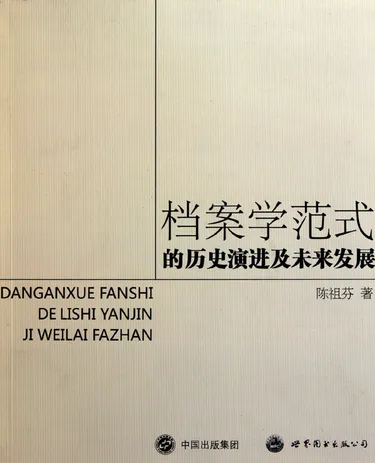 档案学范式
的历史演进及未来发展
陈祖芬 著
DANGANXUE FANSHI
DE LISHI YANJIN
JI WEILAI FAZHAN
中国出版集团
世界图书出版公司